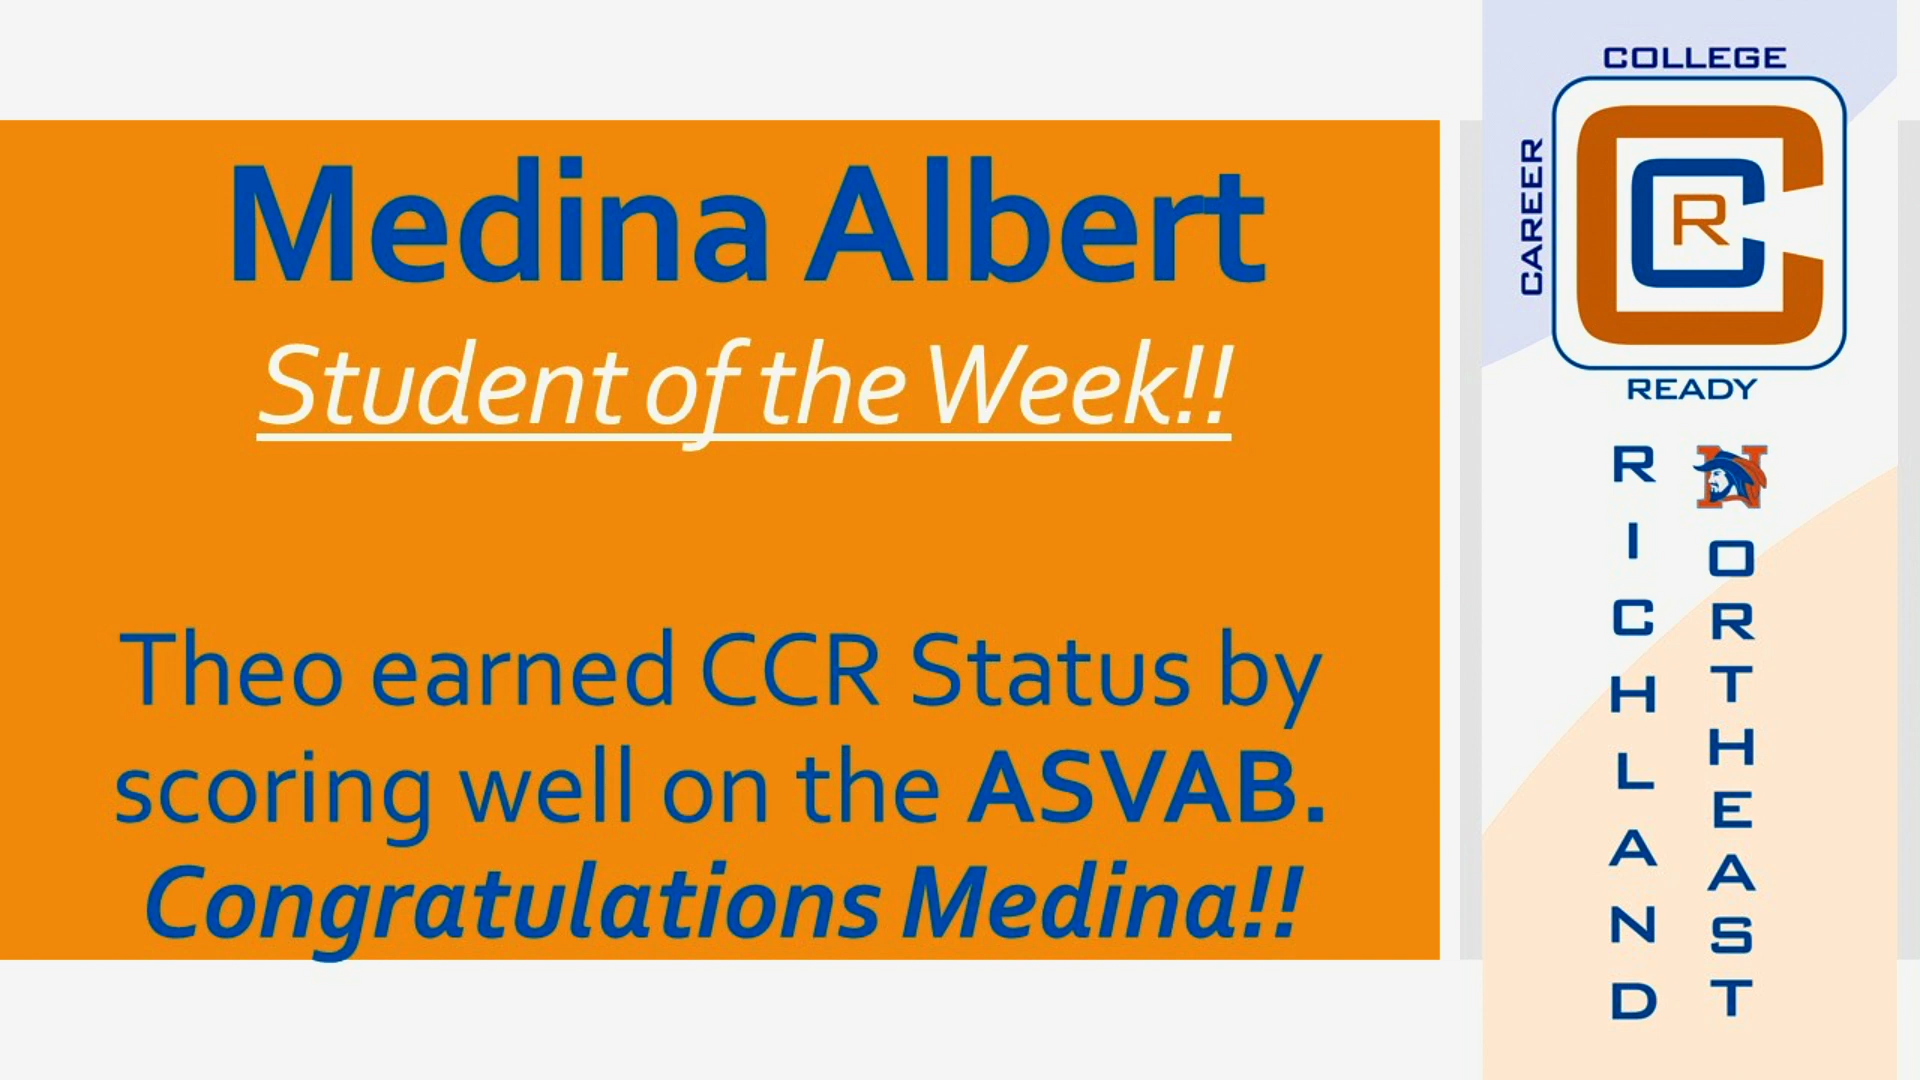 Medina Albert
Student of the Week!!
Theo earned CCR Status by
scoring well on the ASVAB.
Congratulations Medina!!
COLLEGE
CAREER
CCR
READY
RICHLAND
NORTHEAST